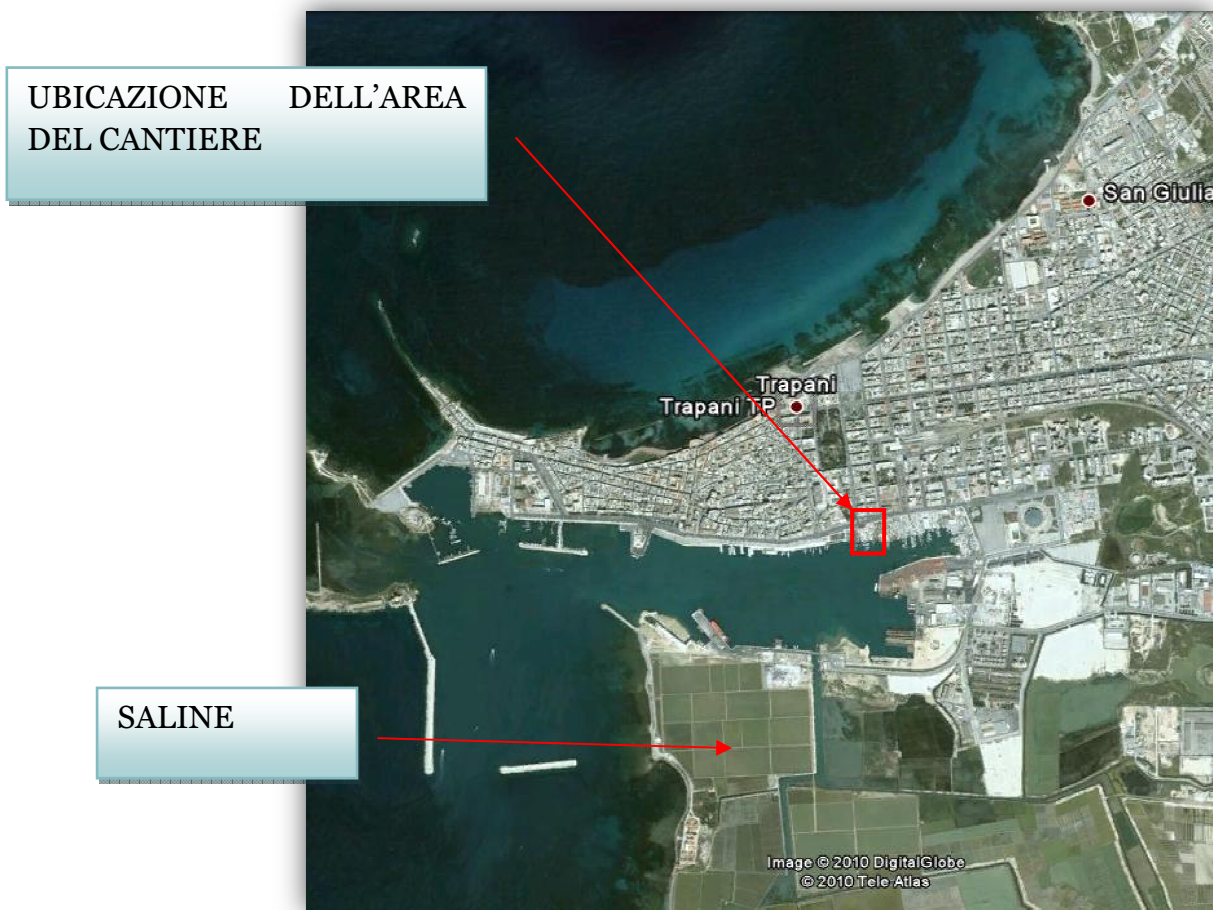 UBICAZIONE DELL’AREA
DEL CANTIERE
San Giulia
Trapani
Trapani TP
SALINE
Image © 2010 DigitalGlobe
© 2010 Tele Atlas